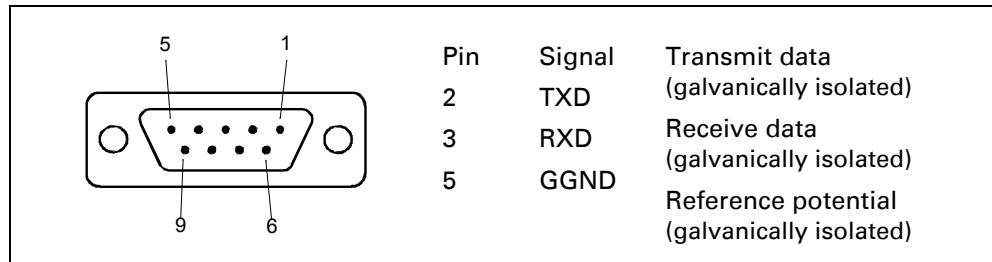 5 1
9 6
Pin Signal Transmit data
(galvanically isolated)
2 TXD
Receive data
3 RXD
(galvanically isolated)
5 GGND
Reference potential
(galvanically isolated)